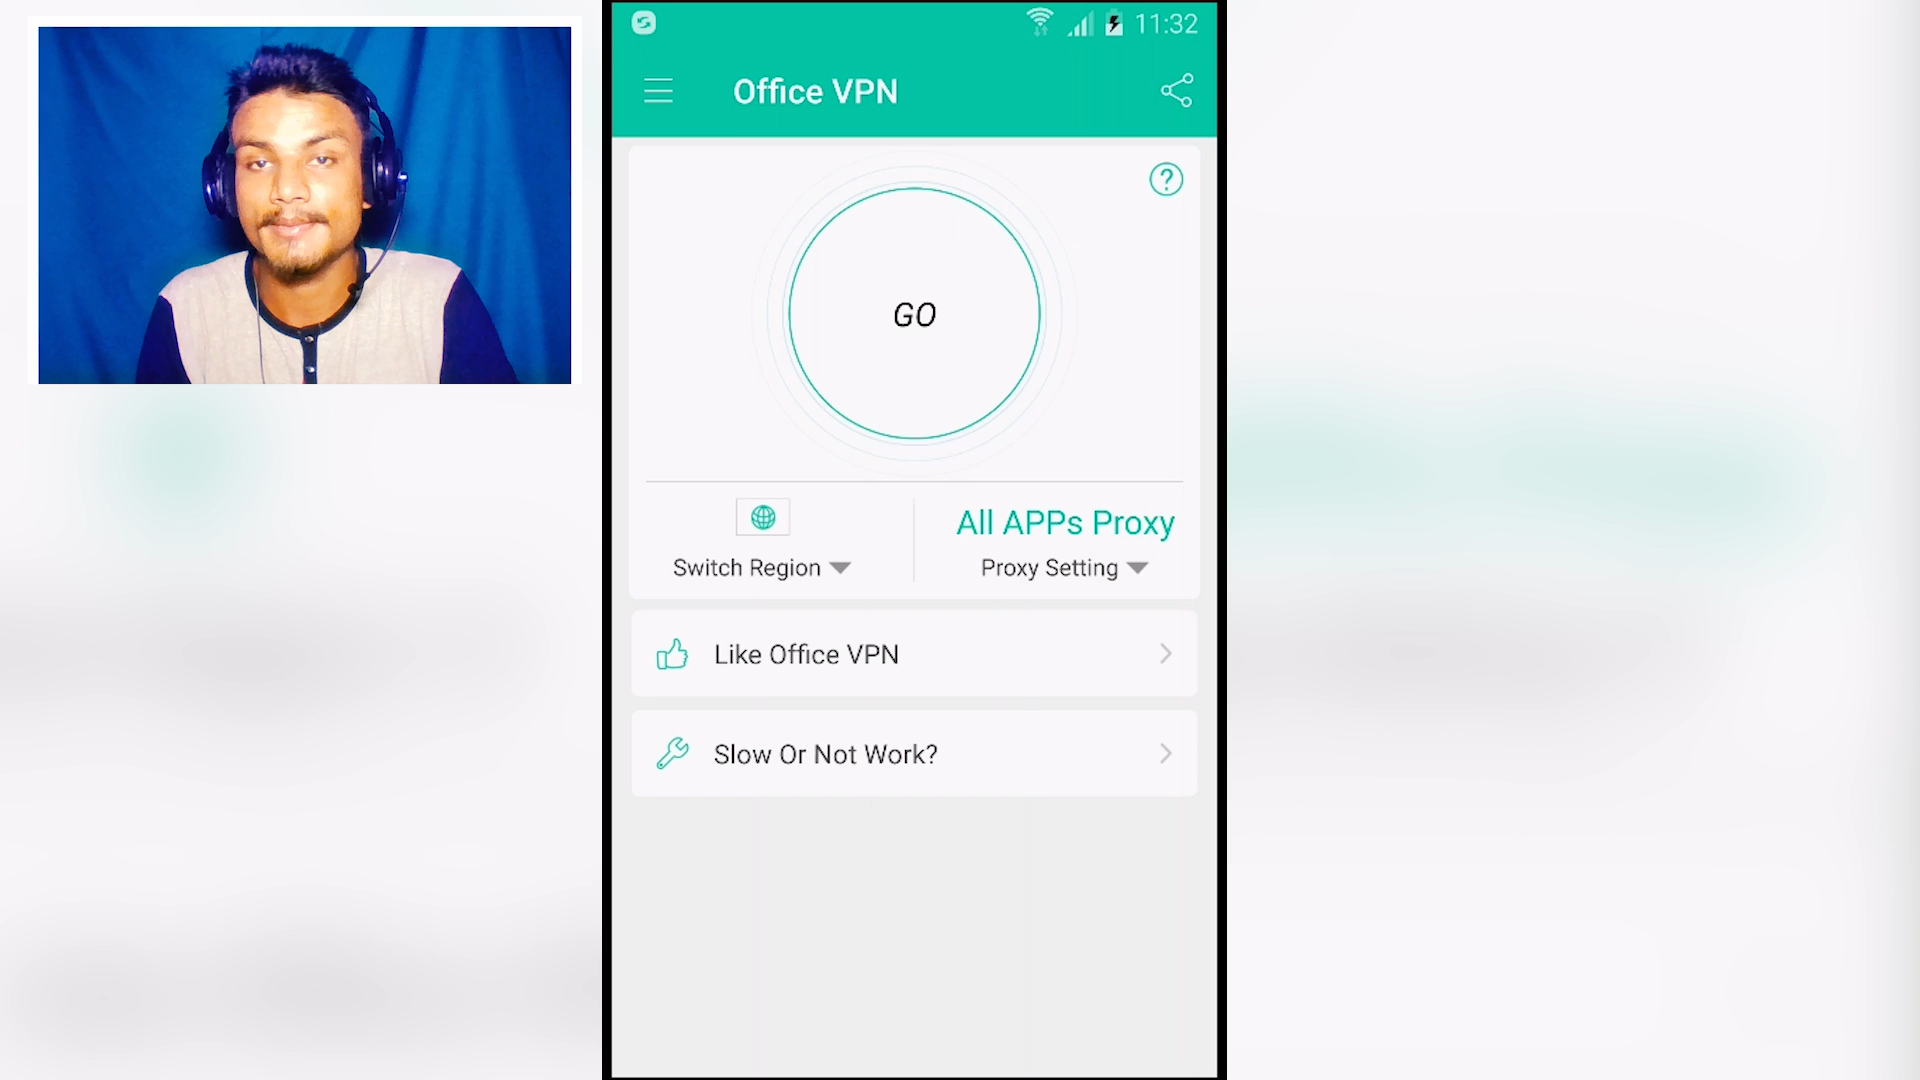 11:32
Office VPN
GO
All APPs Proxy
Switch Region
Proxy Setting
Like Office VPN
Slow Or Not Work?